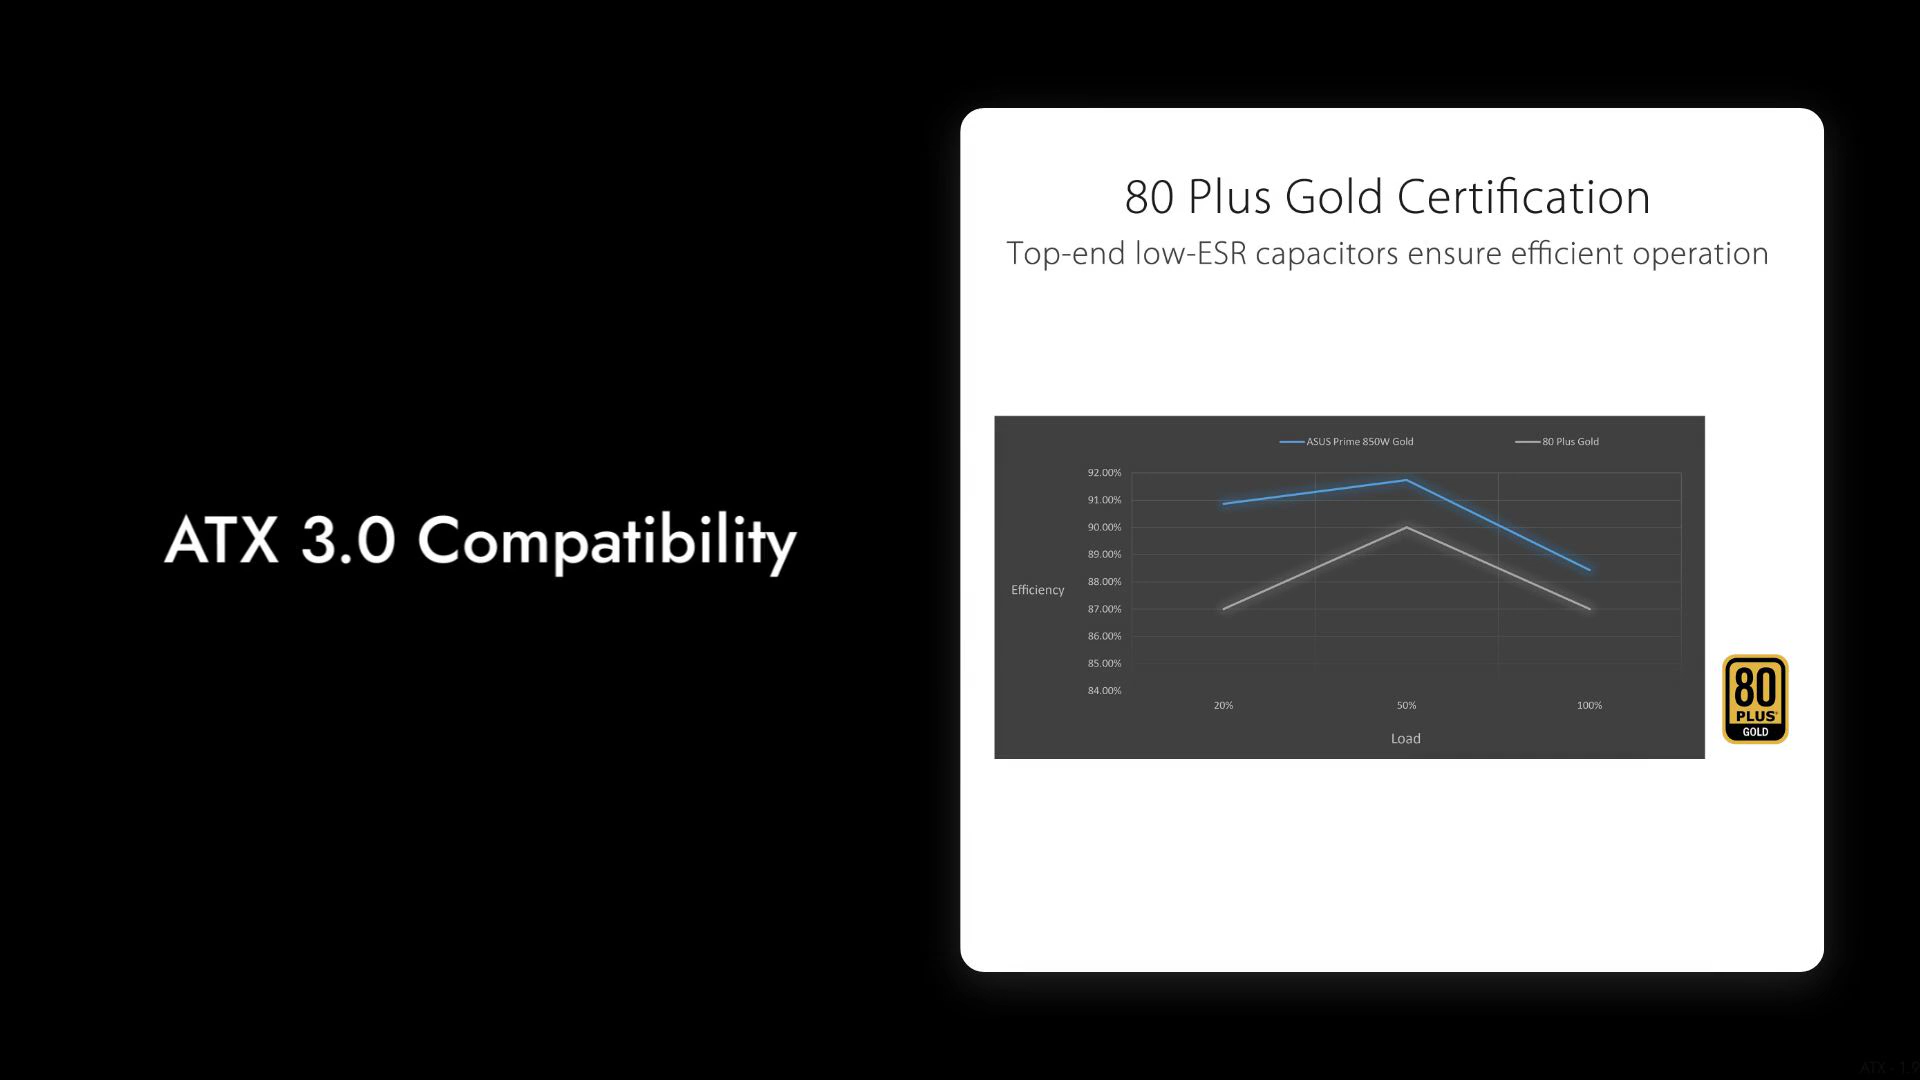 ATX 3.0 Compatibility
80 Plus Gold Certification
Top-end low-ESR capacitors ensure efficient operation
ASUS Prime 850W Gold
80 Plus Gold
92.00%
91.00%
90.00%
89.00%
88.00%
87.00%
86.00%
85.00%
84.00%
Efficiency
20%
50%
100%
Load
80
PLUS
GOLD